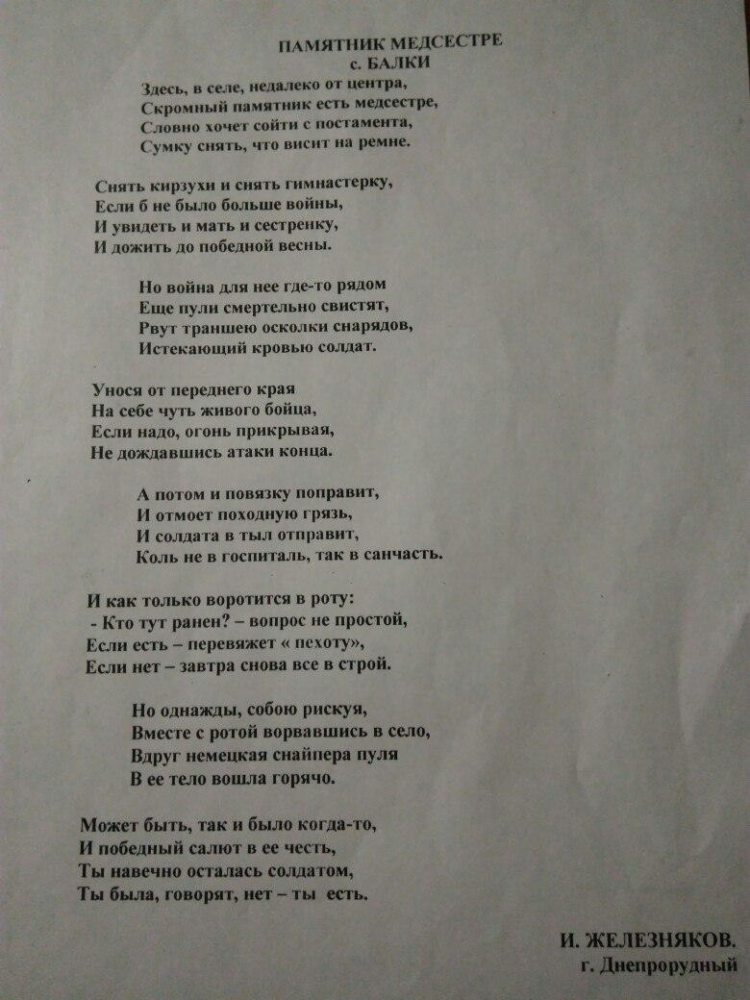 ПАМЯТНИК МЕДСЕСТРЕ
с. БАЛКИ
Здесь, в селе, недалеко от центра,
Скромный памятник есть медсестре,
Словно хочет сойти с постамента,
Сумку снять, что висит на ремне.
Снять кирзухи и снять гимнастерку,
Если б не было больше войны,
И увидеть и мать и сестренку,
И дожить до победной весны.
Но война для нее где-то рядом
Еще пули смертельно свистят,
Рвут траншею осколки снарядов,
Истекающий кровью солдат.
Унося от переднего края
На себе чуть живого бойца,
Если надо, огонь прикрывая,
Не дождавшись атаки конца.
А потом и повязку поправит,
И отмоет походную грязь,
И солдата в тыл отправит,
Коль не в госпиталь, так в санчасть.
И как только воротится в роту:
- Кто тут ранен? – вопрос не простой,
Если есть – перевяжет « пехоту»,
Если нет – завтра снова все в строй.
Но однажды, собою рискуя,
Вместе с ротой ворвавшись в село,
Вдруг немецкая снайпера пуля
В ее тело вошла горячо.
Может быть, так и было когда-то,
И победный салют в ее честь,
Ты навечно осталась солдатом,
Ты была, говорят, нет – ты есть.
И. ЖЕЛЕЗНЯКОВ.
г. Днепрорудный